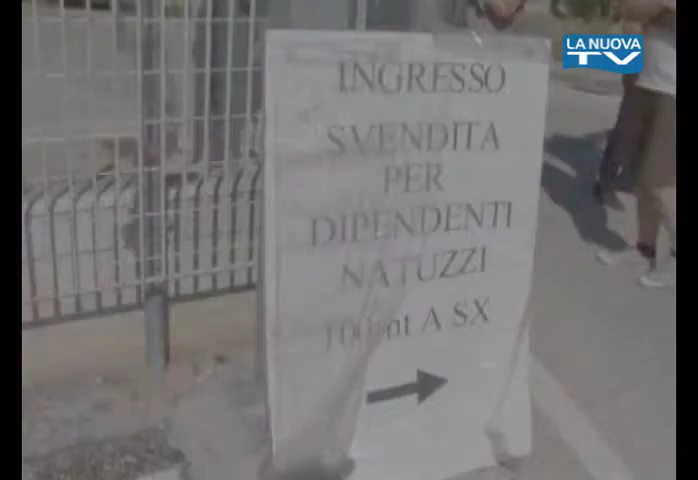 LA NUOVA
TV
INGRESSO
SVENDITA
PER
DIPENDENTI
NATUZZI
100 mt A SX